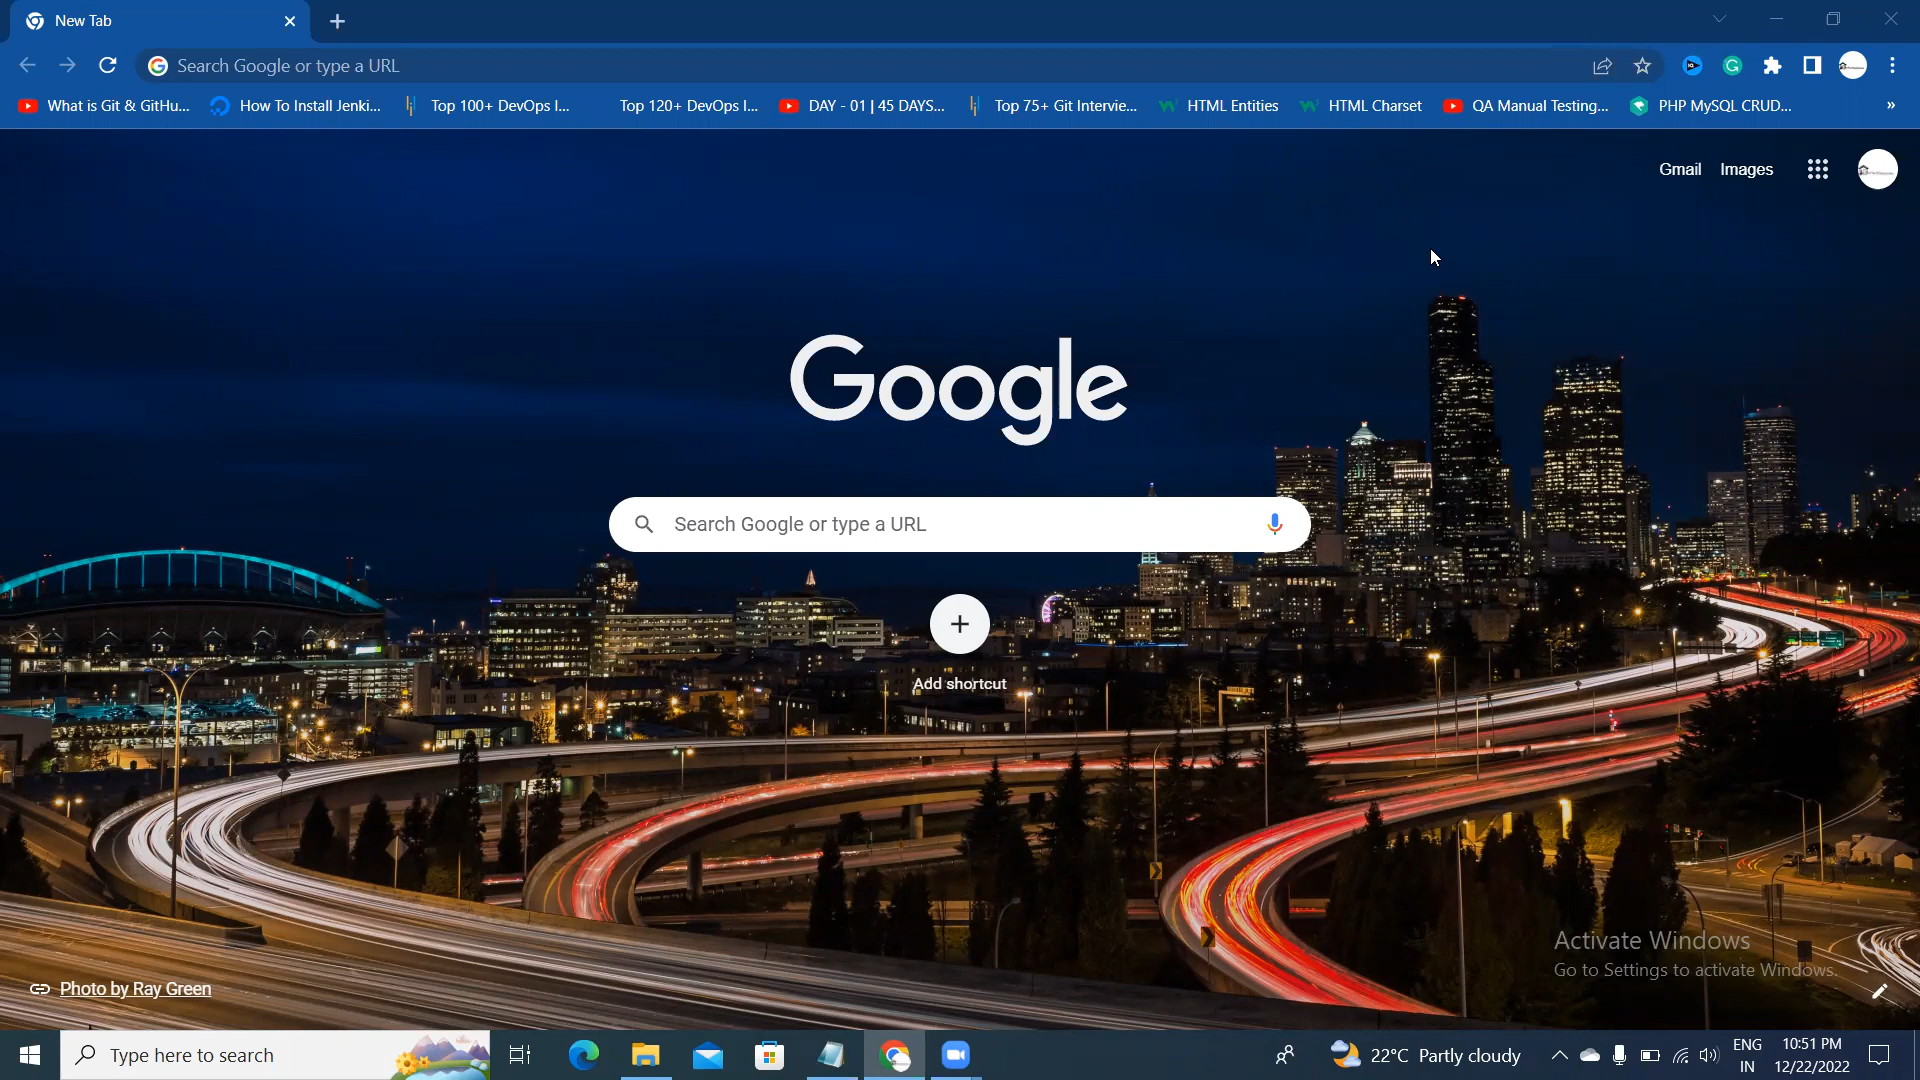 New Tab
Search Google or type a URL
What is Git & GitHu...
How To Install Jenki...
Top 100+ DevOps I...
Top 120+ DevOps I...
DAY - 01 | 45 DAYS...
Top 75+ Git Intervie...
HTML Entities
HTML Charset
QA Manual Testing...
PHP MySQL CRUD...
»
Gmail Images
Google
Search Google or type a URL
Add shortcut
Activate Windows
Go to Settings to activate Windows.
Photo by Ray Green
Type here to search
22°C Partly cloudy
ENG
IN
10:51 PM
12/22/2022